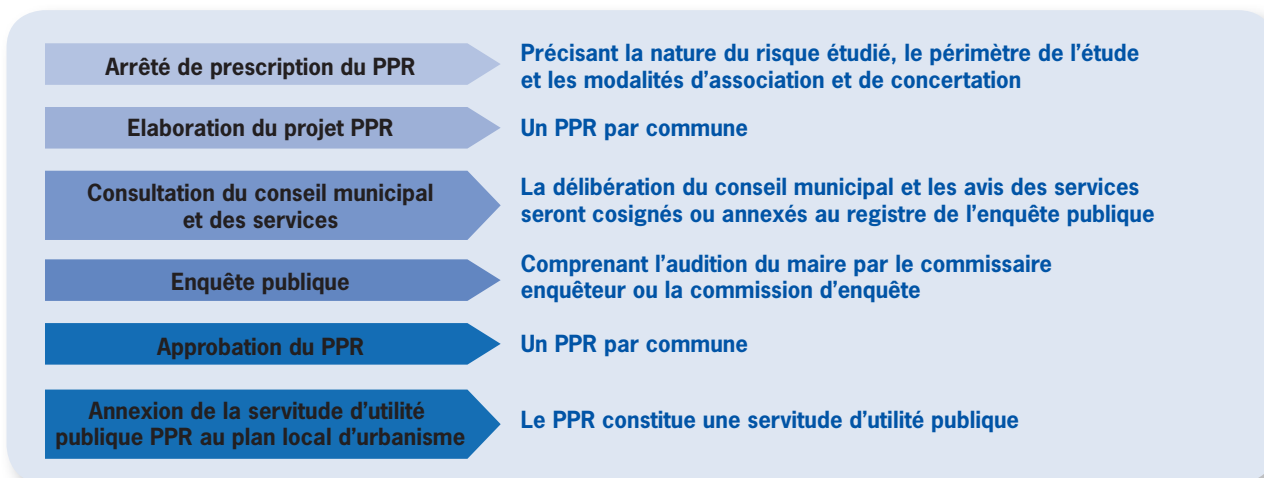 Arrêté de prescription du PPR
Précisant la nature du risque étudié, le périmètre de l'étude
et les modalités d'association et de concertation
Elaboration du projet PPR
Un PPR par commune
Consultation du conseil municipal
et des services
La délibération du conseil municipal et les avis des services
seront cosignés ou annexés au registre de l'enquête publique
Enquête publique
Comprenant l'audition du maire par le commissaire
enquêteur ou la commission d'enquête
Approbation du PPR
Un PPR par commune
Annexion de la servitude d'utilité
publique PPR au plan local d'urbanisme
Le PPR constitue une servitude d'utilité publique